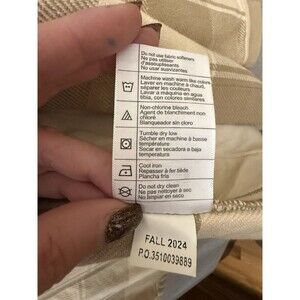 Do not use fabric softeners
Ne pas utiliser
d'assouplissants
No usar suavizantes
Machine wash warm like colors
Laver en machine à chaud,
séparer les couleurs
Lavar a máquina en agua
tibia, con colores similares
Non-chlorine bleach
Agent de blanchiment non
chloré
Blanqueador sin cloro
Tumble dry low
Sécher en machine à basse
température
Secar en secadora a baja
temperatura
Cool iron
Repasser à fer tiède
Plancha fría
Do not dry clean
Ne pas nettoyer à sec
No limpiar en seco
FALL 2024
P.O.3510039889